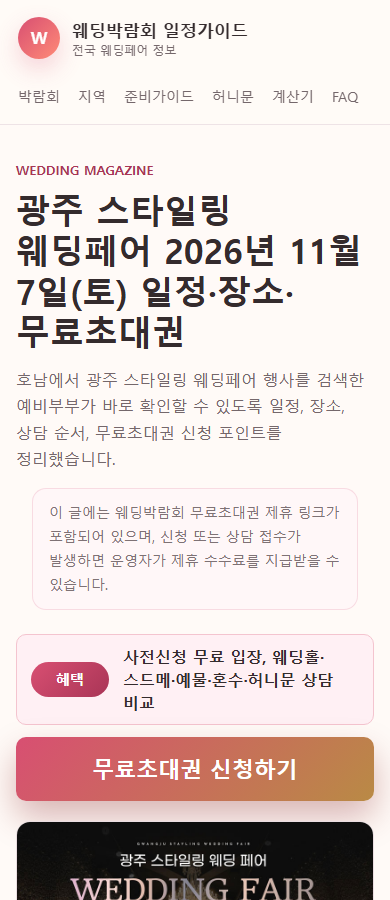 W
웨딩박람회 일정가이드
전국 웨딩페어 정보
박람회 지역 준비가이드 허니문 계산기 FAQ
WEDDING MAGAZINE
광주 스타일링
웨딩페어 2026년 11월
7일(토) 일정·장소·
무료초대권
호남에서 광주 스타일링 웨딩페어 행사를 검색한
예비부부가 바로 확인할 수 있도록 일정, 장소,
상담 순서, 무료초대권 신청 포인트를
정리했습니다.
이 글에는 웨딩박람회 무료초대권 제휴 링크가
포함되어 있으며, 신청 또는 상담 접수가
발생하면 운영자가 제휴 수수료를 지급받을 수
있습니다.
혜택
사전신청 무료 입장, 웨딩홀·
스드메·예물·혼수·허니문 상담
비교
무료초대권 신청하기
GWANGJU STYLING WEDDING FAIR
광주 스타일링 웨딩 페어
WEDDING FAIR